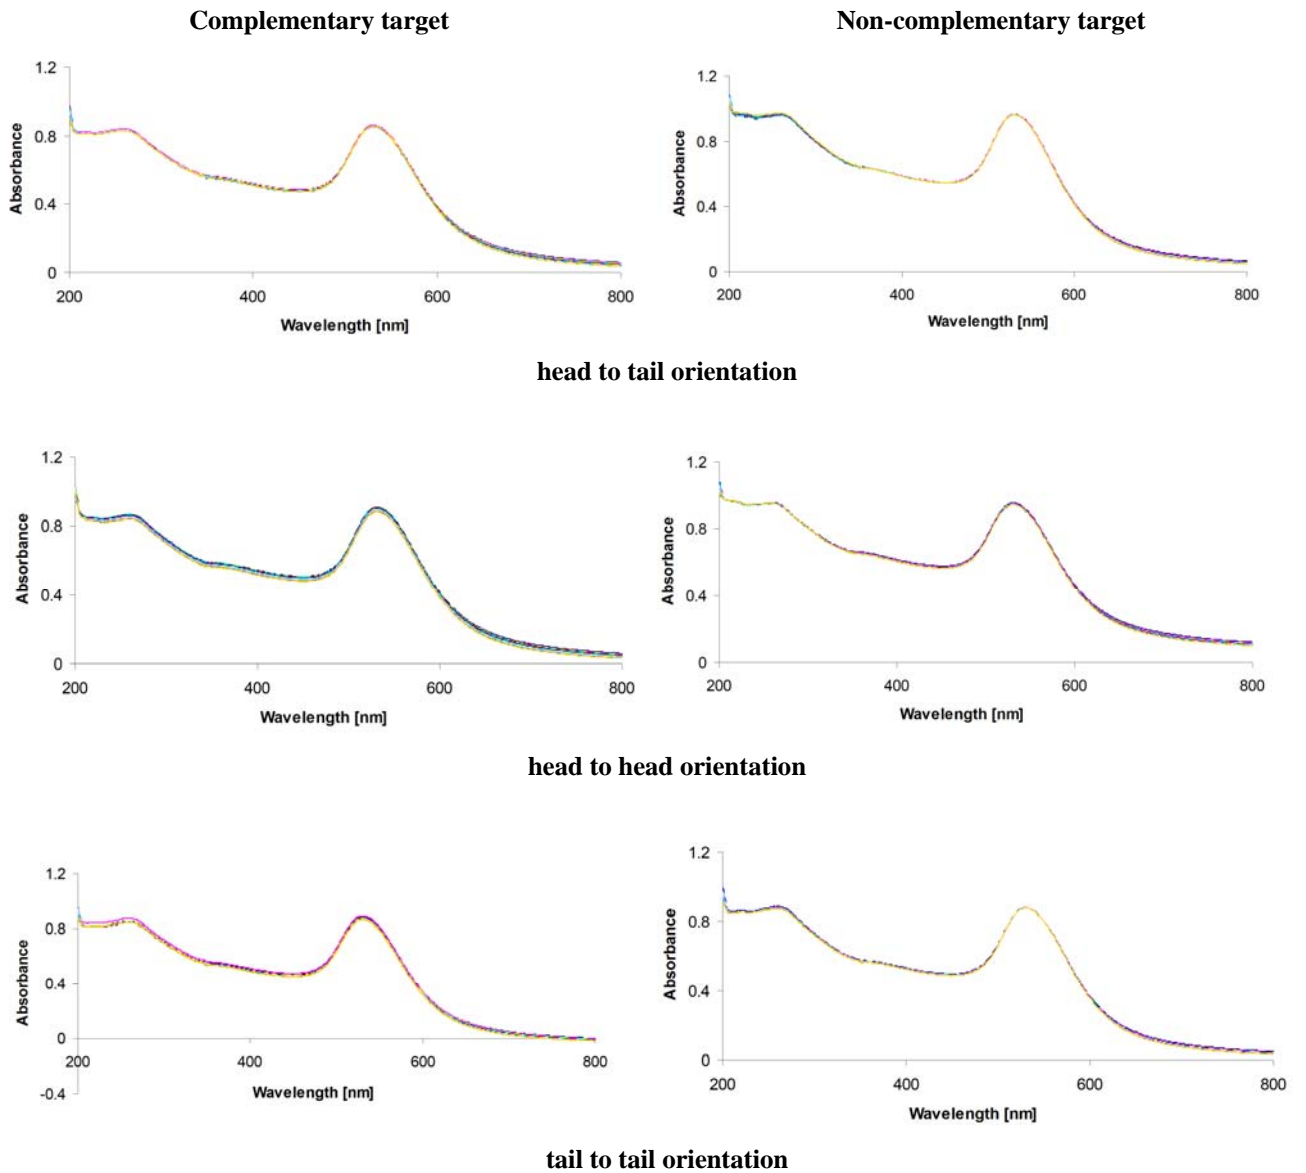 Complementary target
Non-complementary target
1.2
0.8
0.4
0
Absorbance
200
400
600
800
Wavelength [nm]
1.2
0.8
0.4
0
Absorbance
200
400
600
800
Wavelength [nm]
head to tail orientation
1.2
0.8
0.4
0
Absorbance
200
400
600
800
Wavelength [nm]
1.2
0.8
0.4
0
Absorbance
200
400
600
800
Wavelength [nm]
head to head orientation
1.2
0.8
0.4
0
-0.4
Absorbance
200
400
600
800
Wavelength [nm]
1.2
0.8
0.4
0
Absorbance
200
400
600
800
Wavelength [nm]
tail to tail orientation